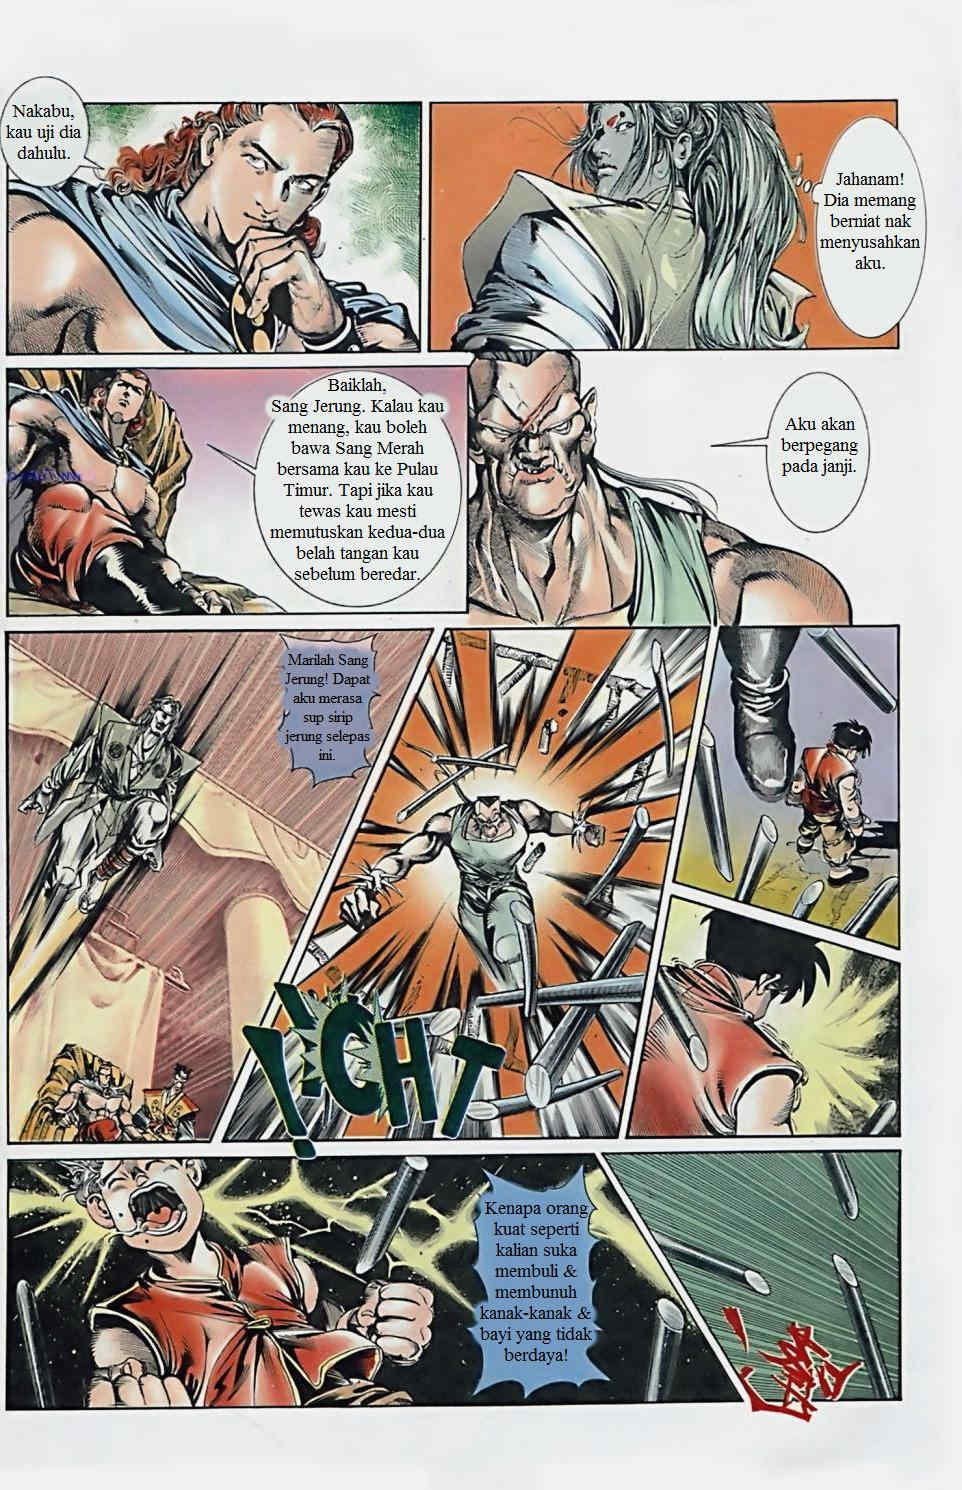 Nakabu,
kau uji dia
dahulu.
Jahanam!
Dia memang
berniat nak
menyusahkan
aku.
Baiklah,
Sang Jerung. Kalau kau
menang, kau boleh
bawa Sang Merah
bersama kau ke Pulau
Timur. Tapi jika kau
tewas kau mesti
memutuskan kedua-dua
belah tangan kau
sebelum beredar.
Aku akan
berpegang
pada janji.
Marilah Sang
Jerung! Dapat
aku merasa
sup sirip
jerung selepas
ini.
Kenapa orang
kuat seperti
kalian suka
membuli &
membunuh
kanak-kanak &
bayi yang tidak
berdaya!